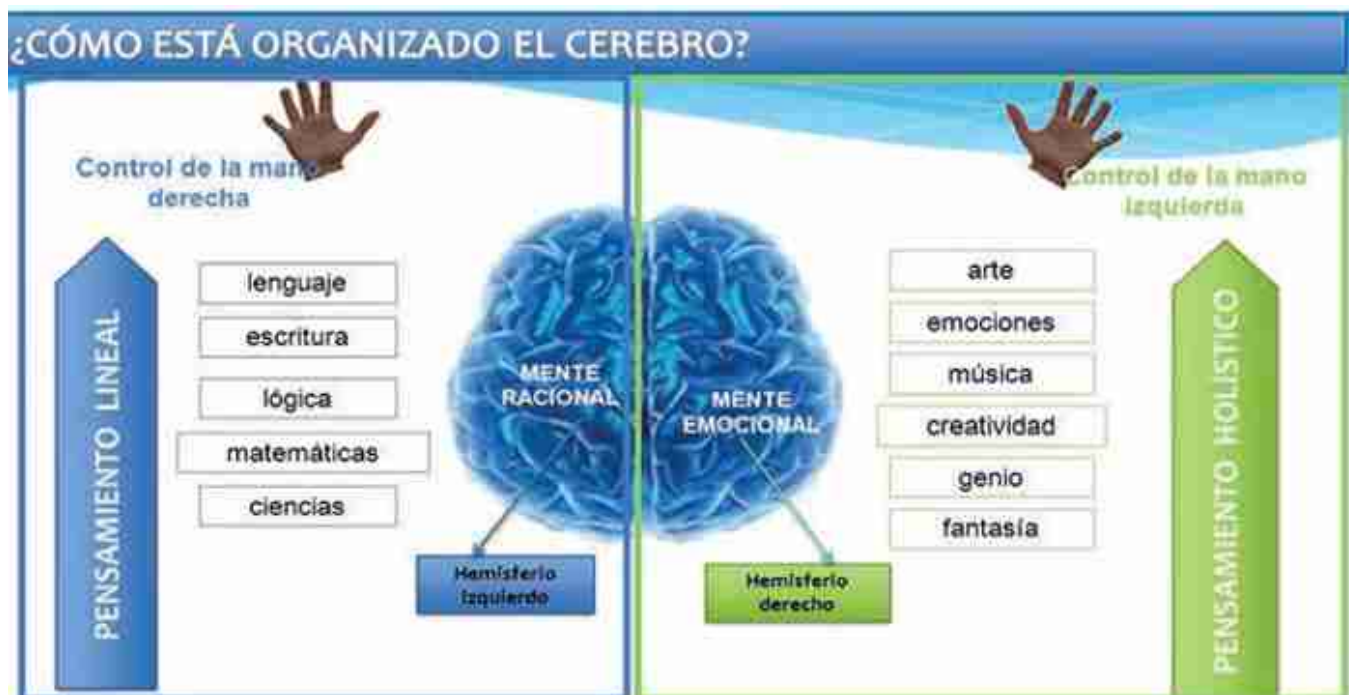 ¿CÓMO ESTÁ ORGANIZADO EL CEREBRO?
Control de la mano
derecha
PENSAMIENTO LINEAL
lenguaje
escritura
lógica
matemáticas
ciencias
MENTE
RACIONAL
Hemisferio
Izquierdo
Control de la mano
Izquierda
MENTE
EMOCIONAL
Hemisferio
derecho
arte
emociones
música
creatividad
genio
fantasía
PENSAMIENTO HOLISTICO